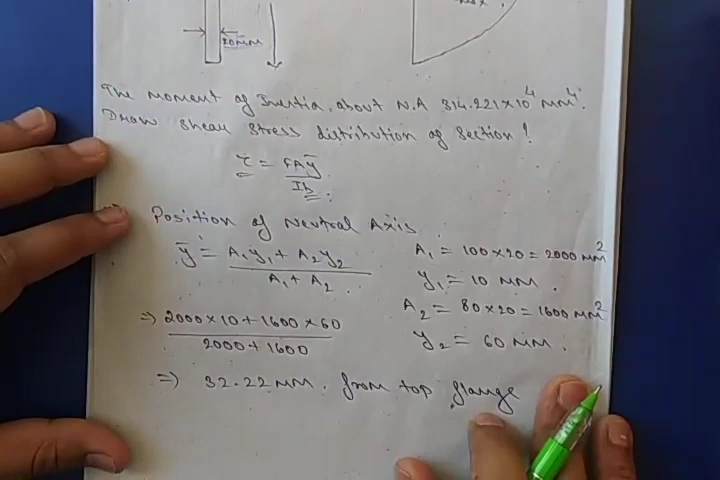 20mm
The moment of Inertia about N.A 314.221×10⁴ mm⁴.
Draw shear stress distribution of section!
τ = FAȳ / Ib
Position of Neutral Axis
ȳ = A₁y₁ + A₂y₂ / A₁ + A₂
A₁ = 100×20 = 2000 mm²
y₁ = 10 mm.
A₂ = 80×20 = 1600 mm²
y₂ = 60 mm.
⇒ 2000×10 + 1600×60 / 2000 + 1600
⇒ 32.22 mm. from top flange